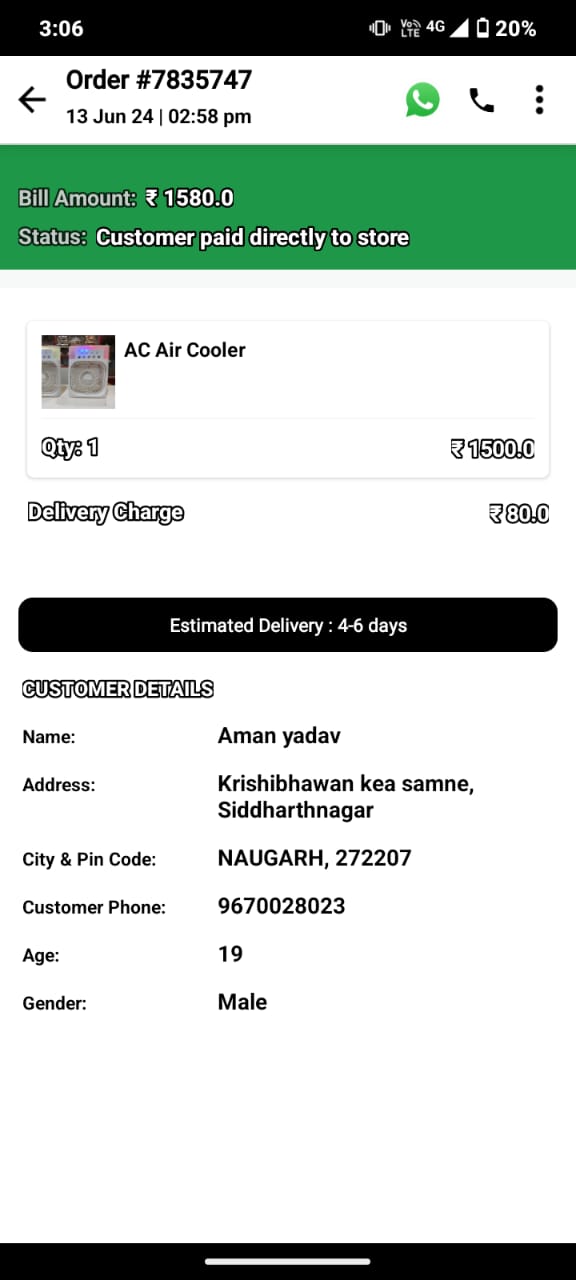 3:06
Vo) LTE 4G 20%
Order #7835747
13 Jun 24 | 02:58 pm
Bill Amount: ₹ 1580.0
Status: Customer paid directly to store
AC Air Cooler
Qty: 1 ₹ 1500.0
Delivery Charge ₹ 80.0
Estimated Delivery : 4-6 days
CUSTOMER DETAILS
Name: Aman yadav
Address: Krishibhawan kea samne,
Siddharthnagar
City & Pin Code: NAUGARH, 272207
Customer Phone: 9670028023
Age: 19
Gender: Male